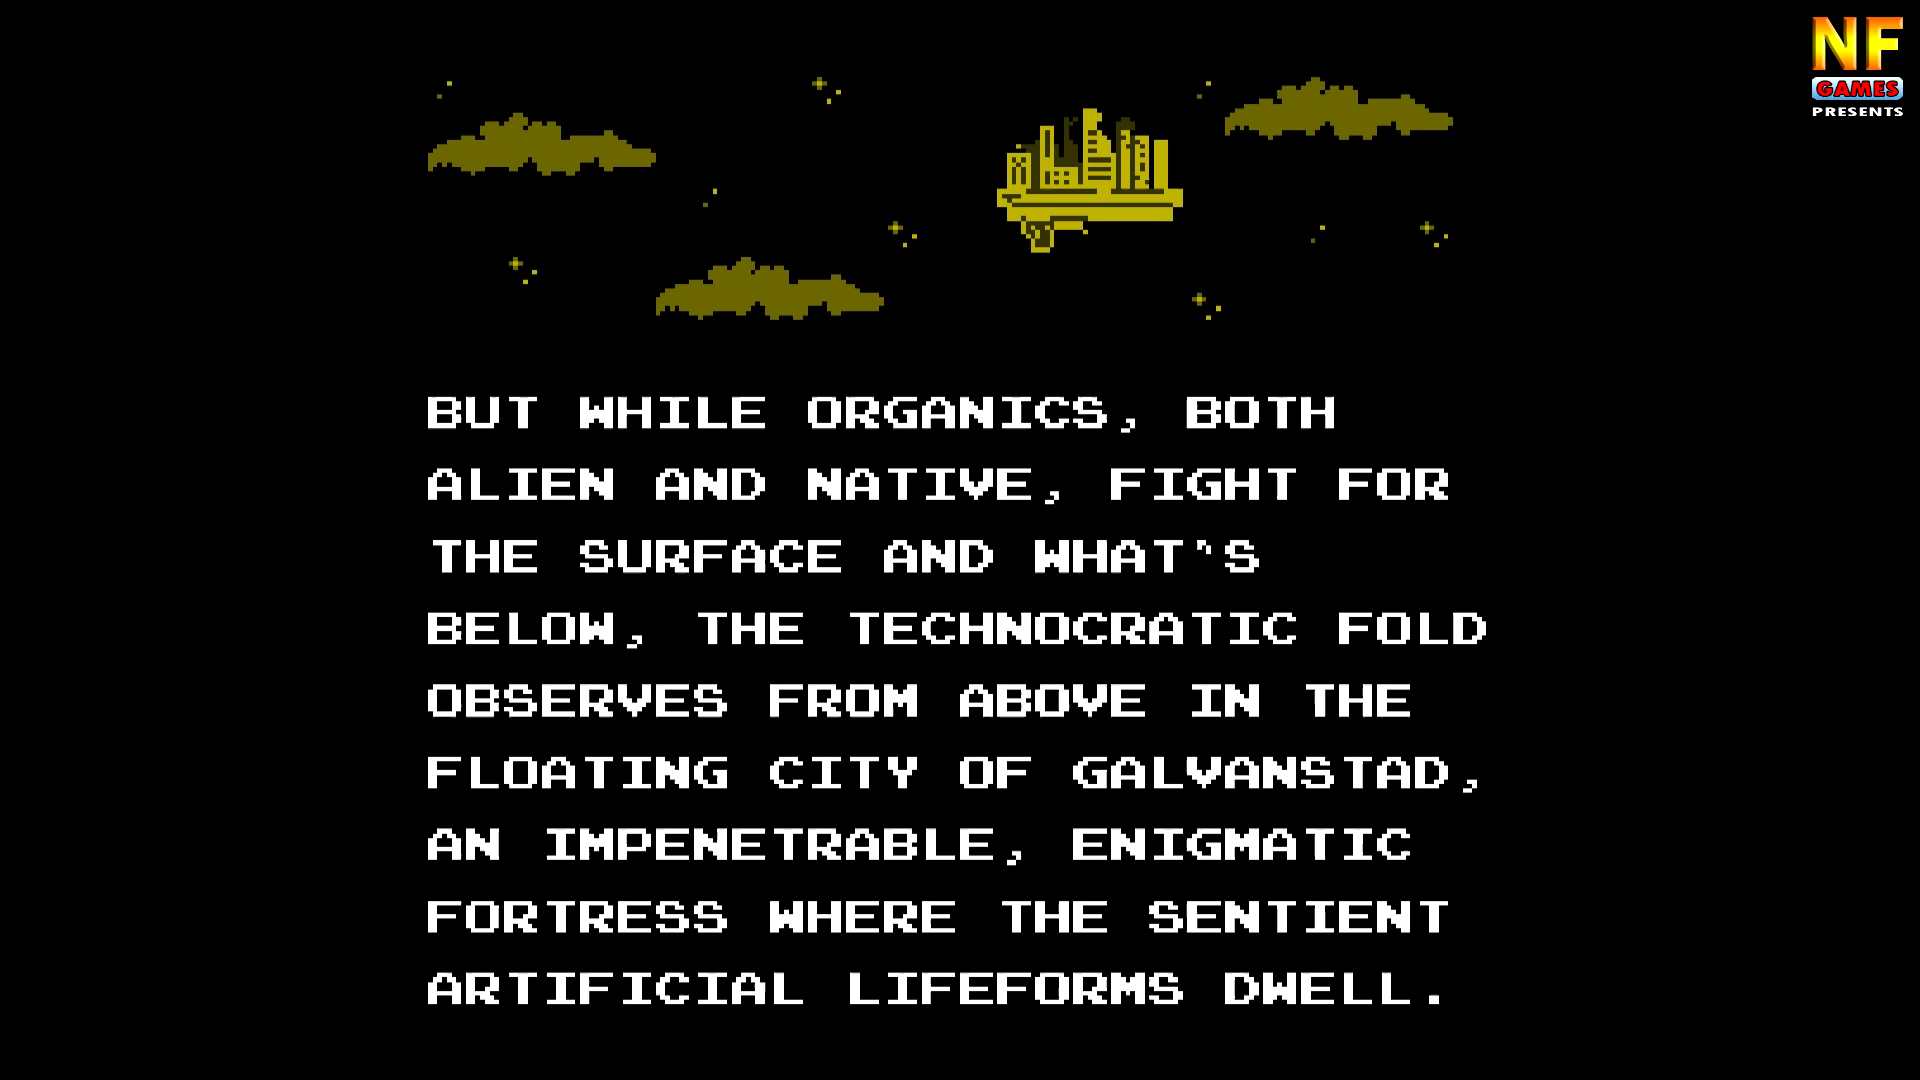 NF
GAMES
PRESENTS
BUT WHILE ORGANICS, BOTH
ALIEN AND NATIVE, FIGHT FOR
THE SURFACE AND WHAT'S
BELOW, THE TECHNOCRATIC FOLD
OBSERVES FROM ABOVE IN THE
FLOATING CITY OF GALVANSTAD,
AN IMPENETRABLE, ENIGMATIC
FORTRESS WHERE THE SENTIENT
ARTIFICIAL LIFEFORMS DWELL.